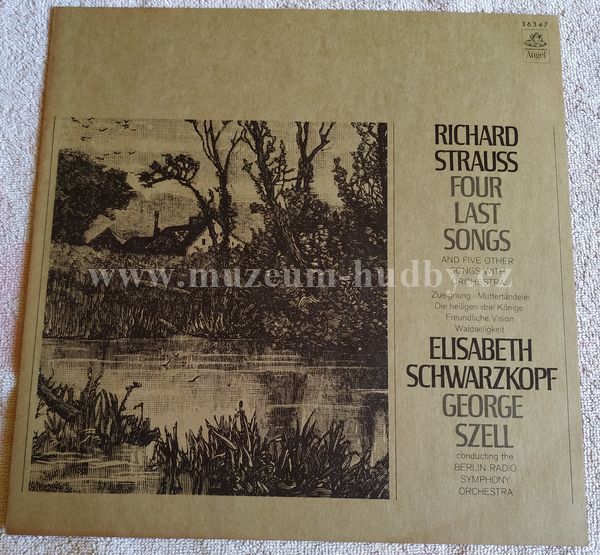 36347
Angel
RICHARD
STRAUSS
FOUR
LAST
SONGS
AND FIVE OTHER
SONGS WITH
ORCHESTRA
Zueignung · Muttertändelei
Die heiligen drei Könige
Freundliche Vision
Waldseligkeit
ELISABETH
SCHWARZKOPF
GEORGE
SZELL
conducting the
BERLIN RADIO
SYMPHONY
ORCHESTRA
www.muzeum-hudby.cz